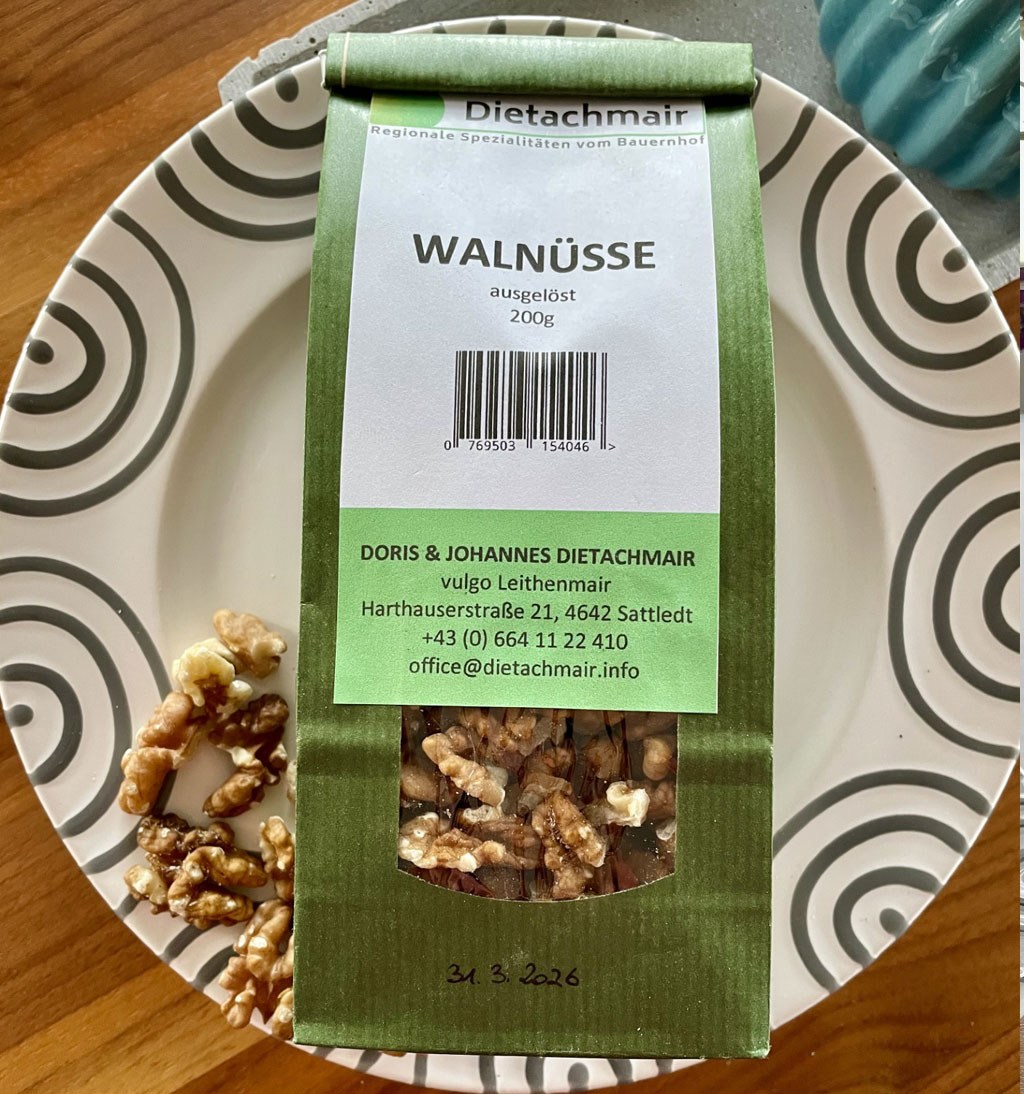 Dietachmair
Regionale Spezialitäten vom Bauernhof
WALNÜSSE
ausgelöst
200g
0 769503 154046 >
DORIS & JOHANNES DIETACHMAIR
vulgo Leithenmair
Harthauserstraße 21, 4642 Sattledt
+43 (0) 664 11 22 410
office@dietachmair.info
31. 3. 2026